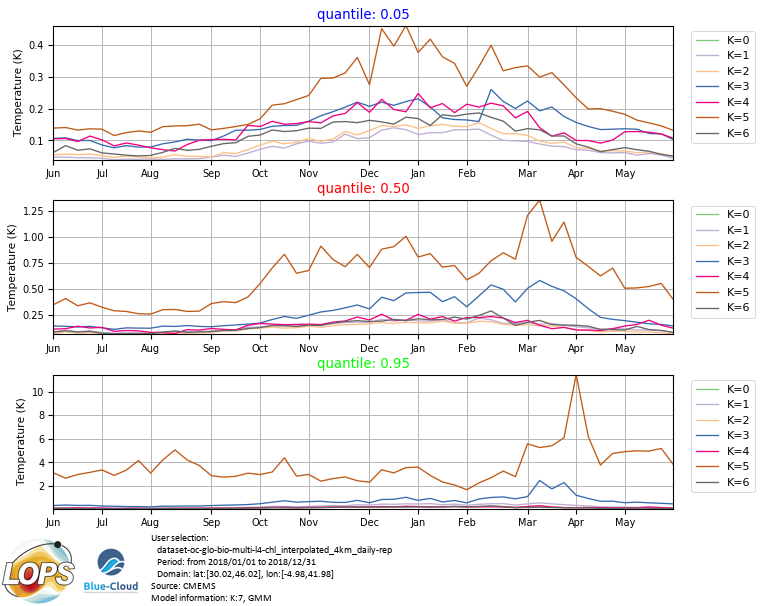 quantile: 0.05
Temperature (K)
0.4
0.3
0.2
0.1
Jun Jul Aug Sep Oct Nov Dec Jan Feb Mar Apr May
K=0
K=1
K=2
K=3
K=4
K=5
K=6
quantile: 0.50
Temperature (K)
1.25
1.00
0.75
0.50
0.25
Jun Jul Aug Sep Oct Nov Dec Jan Feb Mar Apr May
K=0
K=1
K=2
K=3
K=4
K=5
K=6
quantile: 0.95
Temperature (K)
10
8
6
4
2
Jun Jul Aug Sep Oct Nov Dec Jan Feb Mar Apr May
K=0
K=1
K=2
K=3
K=4
K=5
K=6
LOPS
Blue-Cloud
User selection:
dataset-oc-glo-bio-multi-l4-chl_interpolated_4km_daily-rep
Period: from 2018/01/01 to 2018/12/31
Domain: lat:[30.02,46.02], lon:[-4.98,41.98]
Source: CMEMS
Model information: K:7, GMM